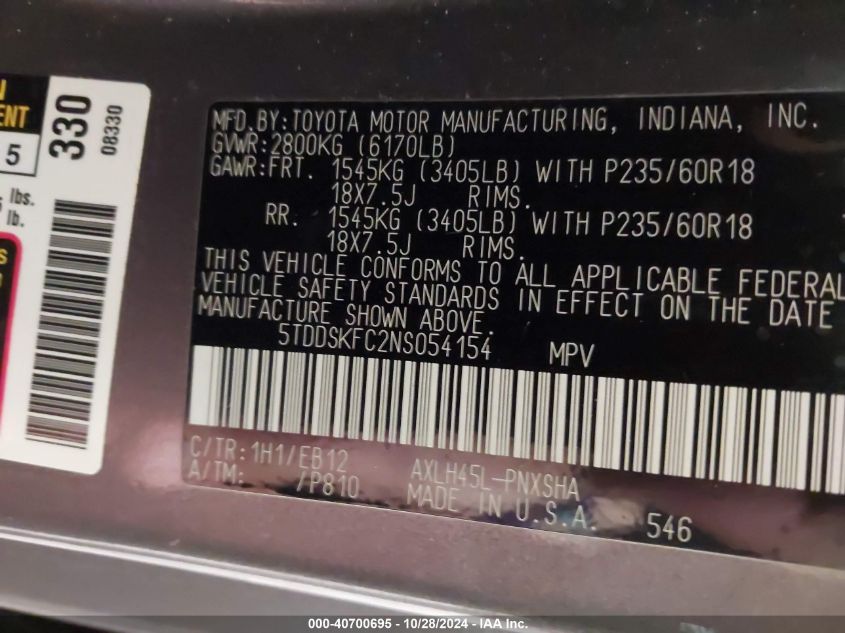 N
ENT
5
lbs.
lb.
S
330
08330
MFD.BY:TOYOTA MOTOR MANUFACTURING, INDIANA, INC.
GVWR:2800KG (6170LB)
GAWR:FRT. 1545KG (3405LB) WITH P235/60R18
18X7.5J RIMS.
RR. 1545KG (3405LB) WITH P235/60R18
18X7.5J RIMS.
THIS VEHICLE CONFORMS TO ALL APPLICABLE FEDERAL
VEHICLE SAFETY STANDARDS IN EFFECT ON THE DATE
MANUFACTURE SHOWN ABOVE.
5TDDSKFC2NS054154 MPV
C/TR:1H1/EB12 AXLH45L-PNXSHA
A/TM: /P810 MADE IN U.S.A. 546
000-40700695 - 10/28/2024 - IAA Inc.